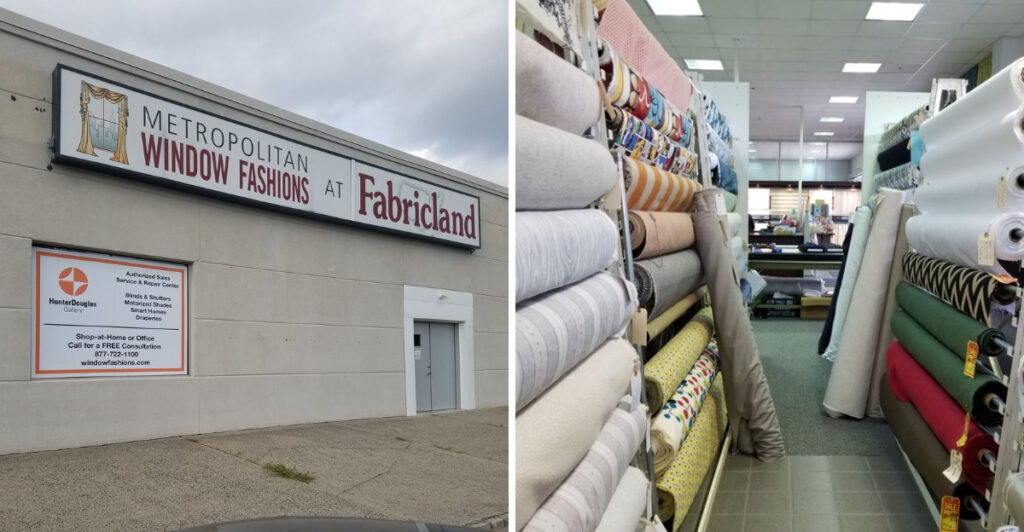 METROPOLITAN
WINDOW FASHIONS AT Fabricland
HunterDouglas
Gallery
Authorized Sales
Service & Repair Center
Blinds & Shutters
Motorized Shades
Smart Homes
Draperies
Shop-at-Home or Office
Call for a FREE Consultation
877-722-1100
windowfashions.com
SALE